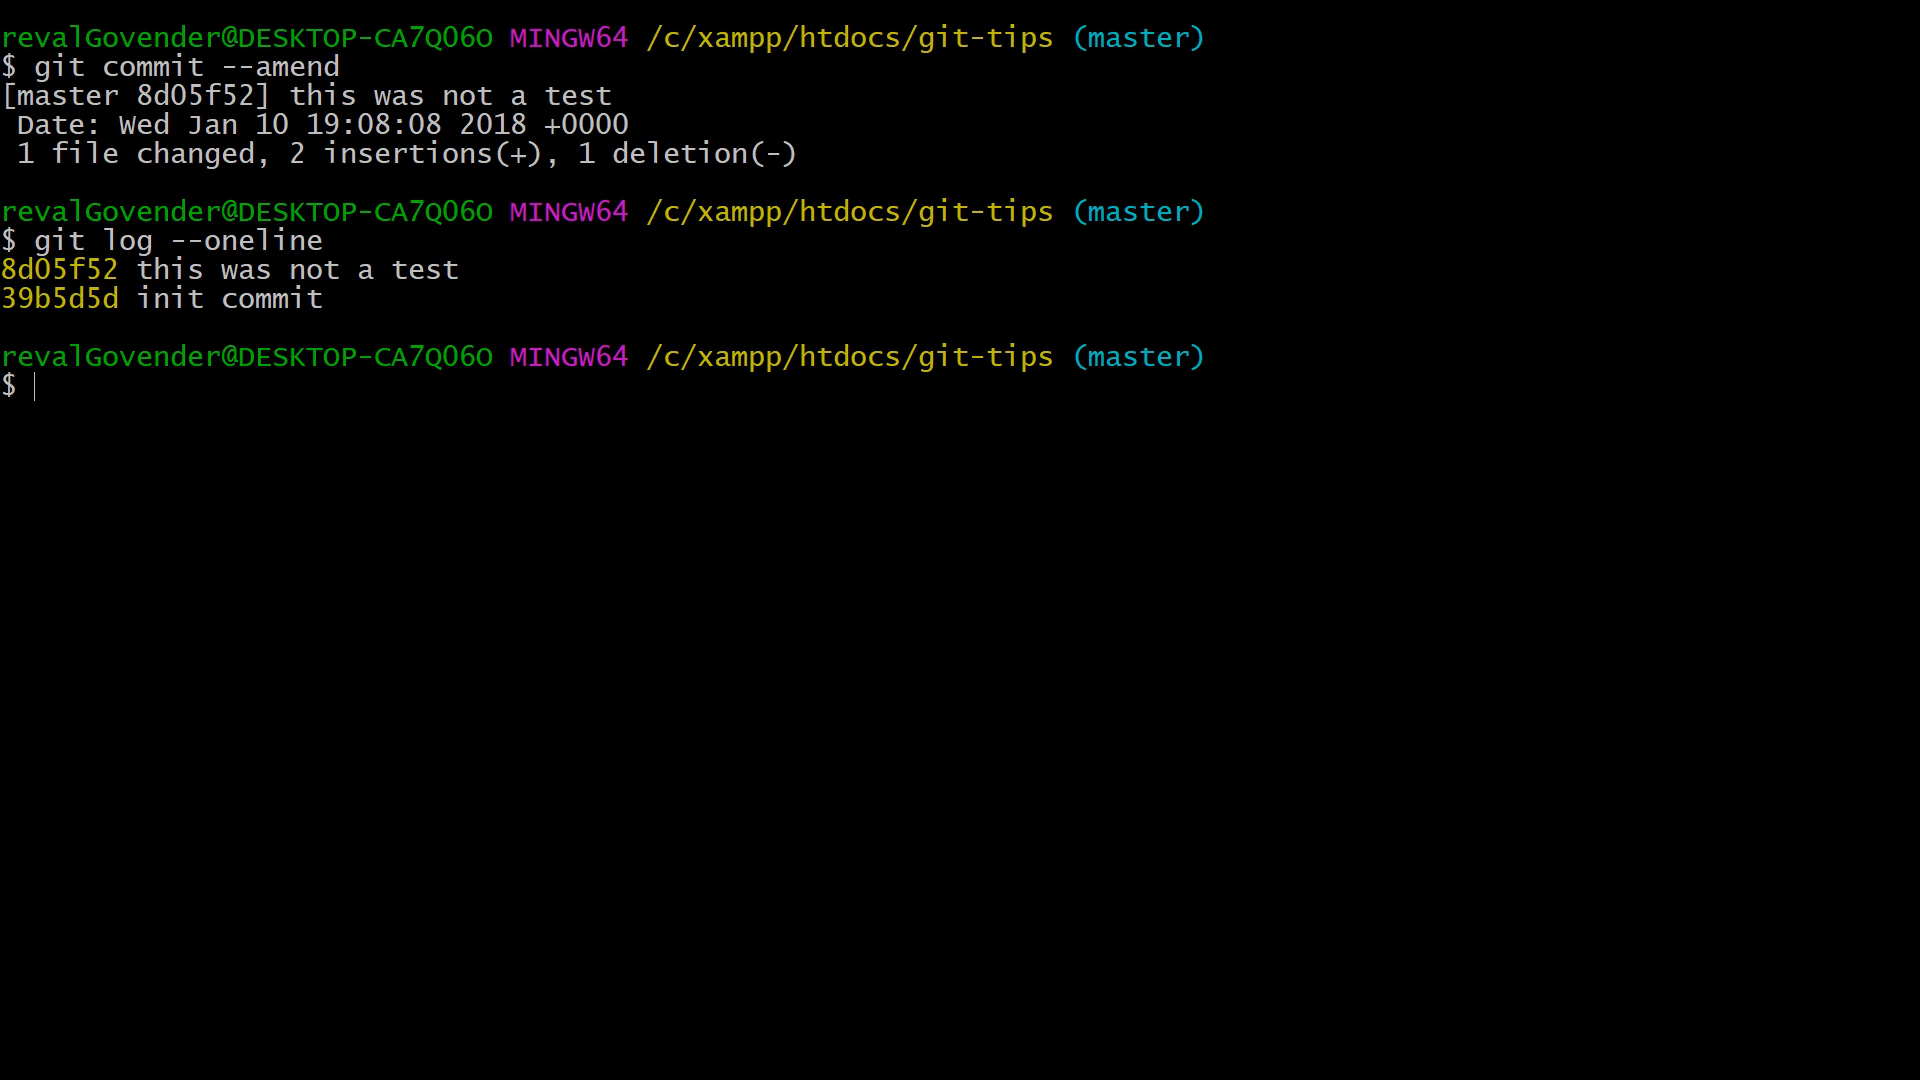 revalGovender@DESKTOP-CA7QO6O MINGW64 /c/xampp/htdocs/git-tips (master)
$ git commit --amend
[master 8d05f52] this was not a test
 Date: Wed Jan 10 19:08:08 2018 +0000
 1 file changed, 2 insertions(+), 1 deletion(-)
revalGovender@DESKTOP-CA7QO6O MINGW64 /c/xampp/htdocs/git-tips (master)
$ git log --oneline
8d05f52 this was not a test
39b5d5d init commit
revalGovender@DESKTOP-CA7QO6O MINGW64 /c/xampp/htdocs/git-tips (master)
$